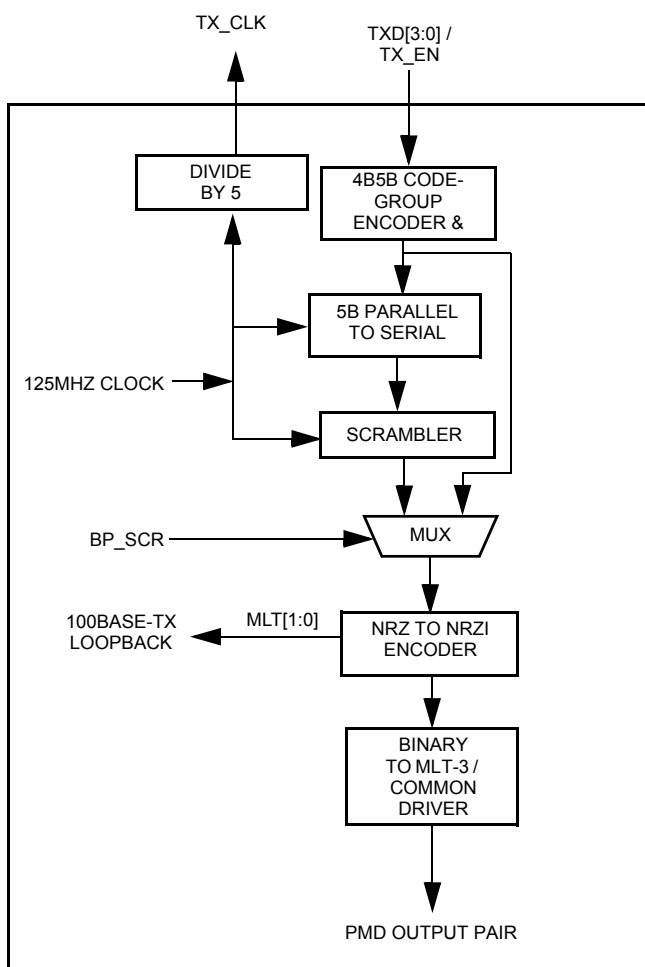 TX_CLK
TXD[3:0] /
TX_EN
DIVIDE
BY 5
4B5B CODE-
GROUP
ENCODER &
5B PARALLEL
TO SERIAL
125MHZ CLOCK
SCRAMBLER
BP_SCR
MUX
100BASE-TX
LOOPBACK
MLT[1:0]
NRZ TO NRZI
ENCODER
BINARY
TO MLT-3 /
COMMON
DRIVER
PMD OUTPUT PAIR